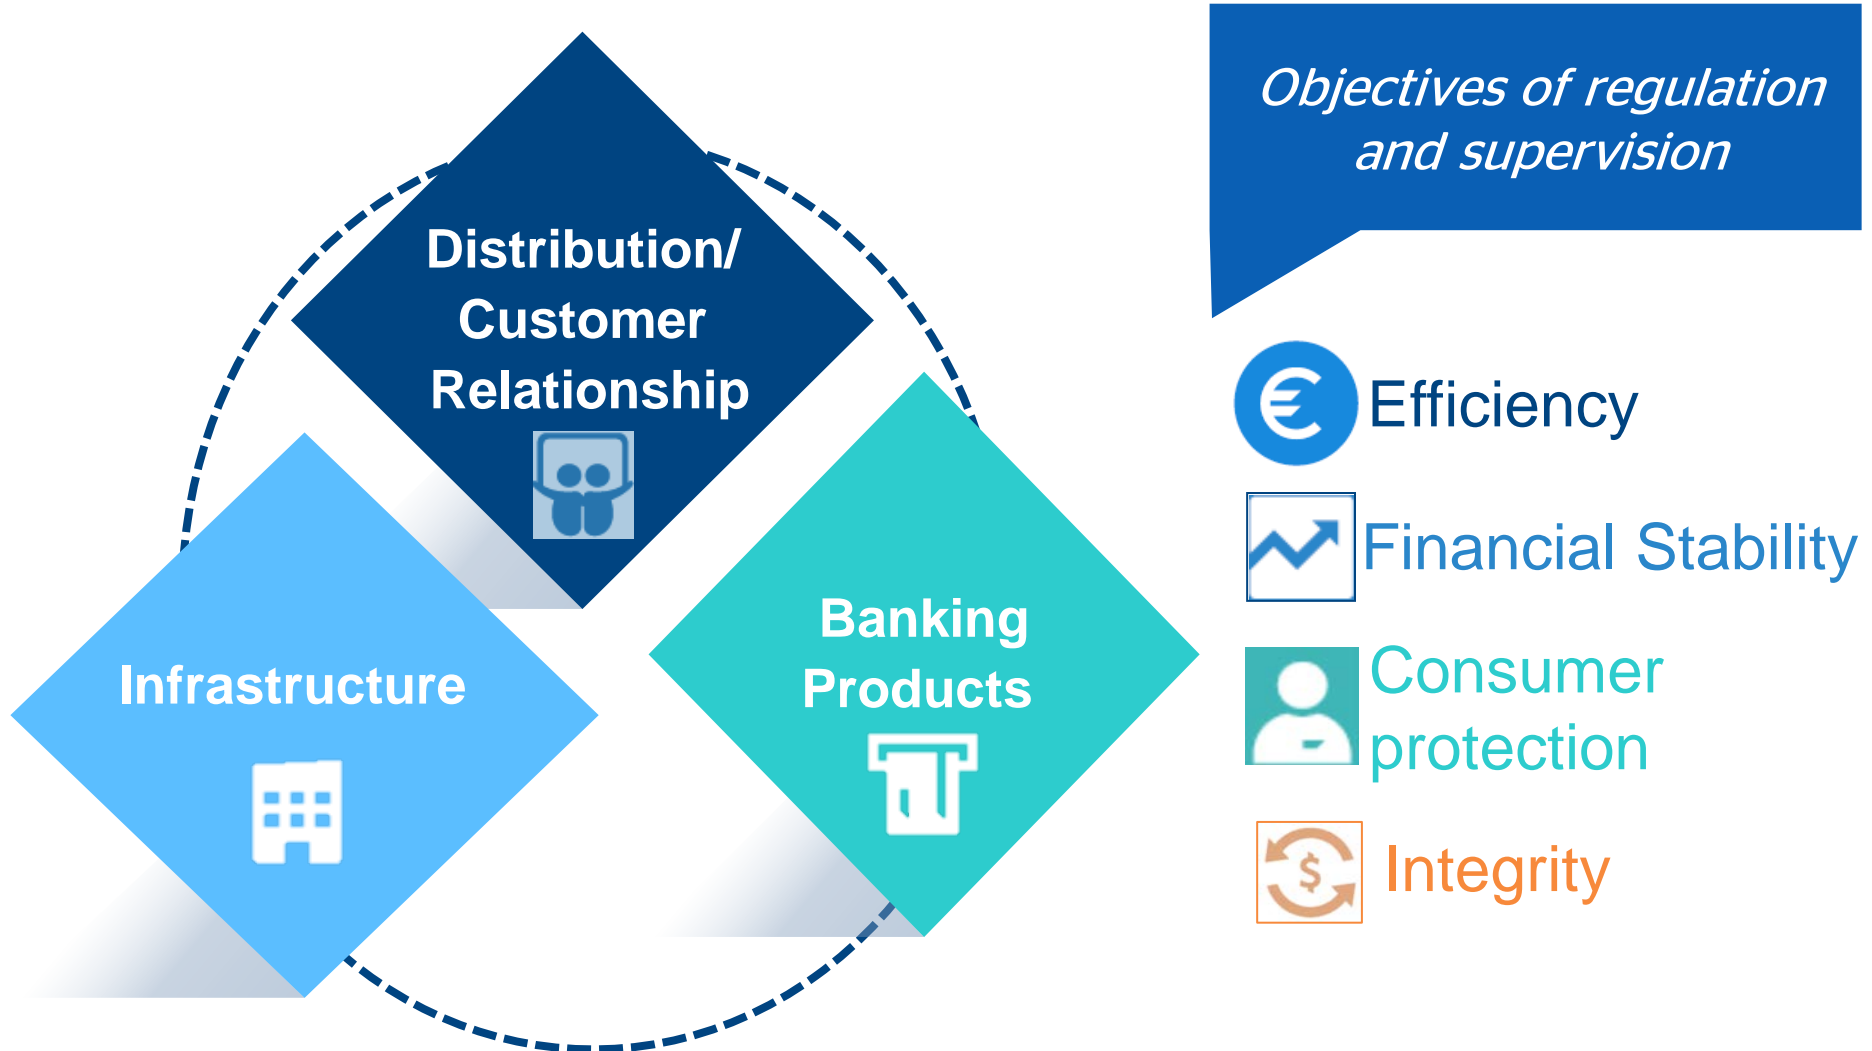 Distribution/
Customer
Relationship
Infrastructure
Banking
Products
Objectives of regulation
and supervision
Efficiency
Financial Stability
Consumer
protection
Integrity